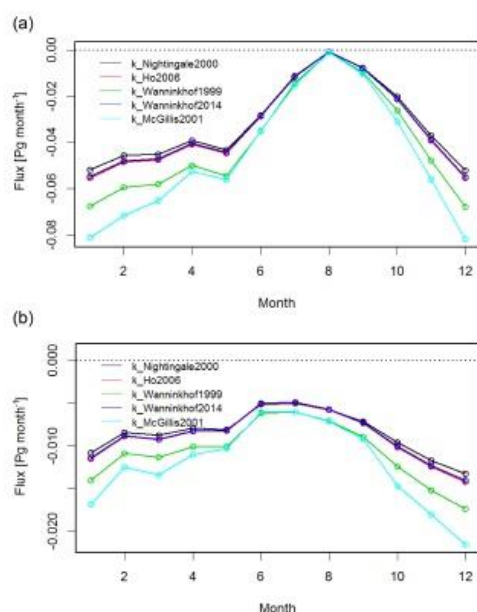 (a)
0.00
-0.02
-0.04
-0.06
-0.08
Flux [Pg month⁻¹]
k_Nightingale2000
k_Ho2006
k_Wanninkhof1999
k_Wanninkhof2014
k_McGillis2001
2 4 6 8 10 12
Month
(b)
0.000
-0.010
-0.020
Flux [Pg month⁻¹]
k_Nightingale2000
k_Ho2006
k_Wanninkhof1999
k_Wanninkhof2014
k_McGillis2001
2 4 6 8 10 12
Month